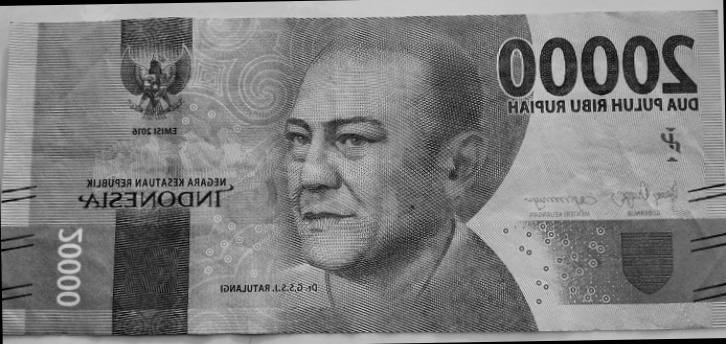 20000
DUA PULUH RIBU RUPIAH
EMISI 2016
NEGARA KESATUAN REPUBLIK
INDONESIA
GUBERNUR
MENTERI KEUANGAN
Dr. G.S.S.J. RATULANGI
20000